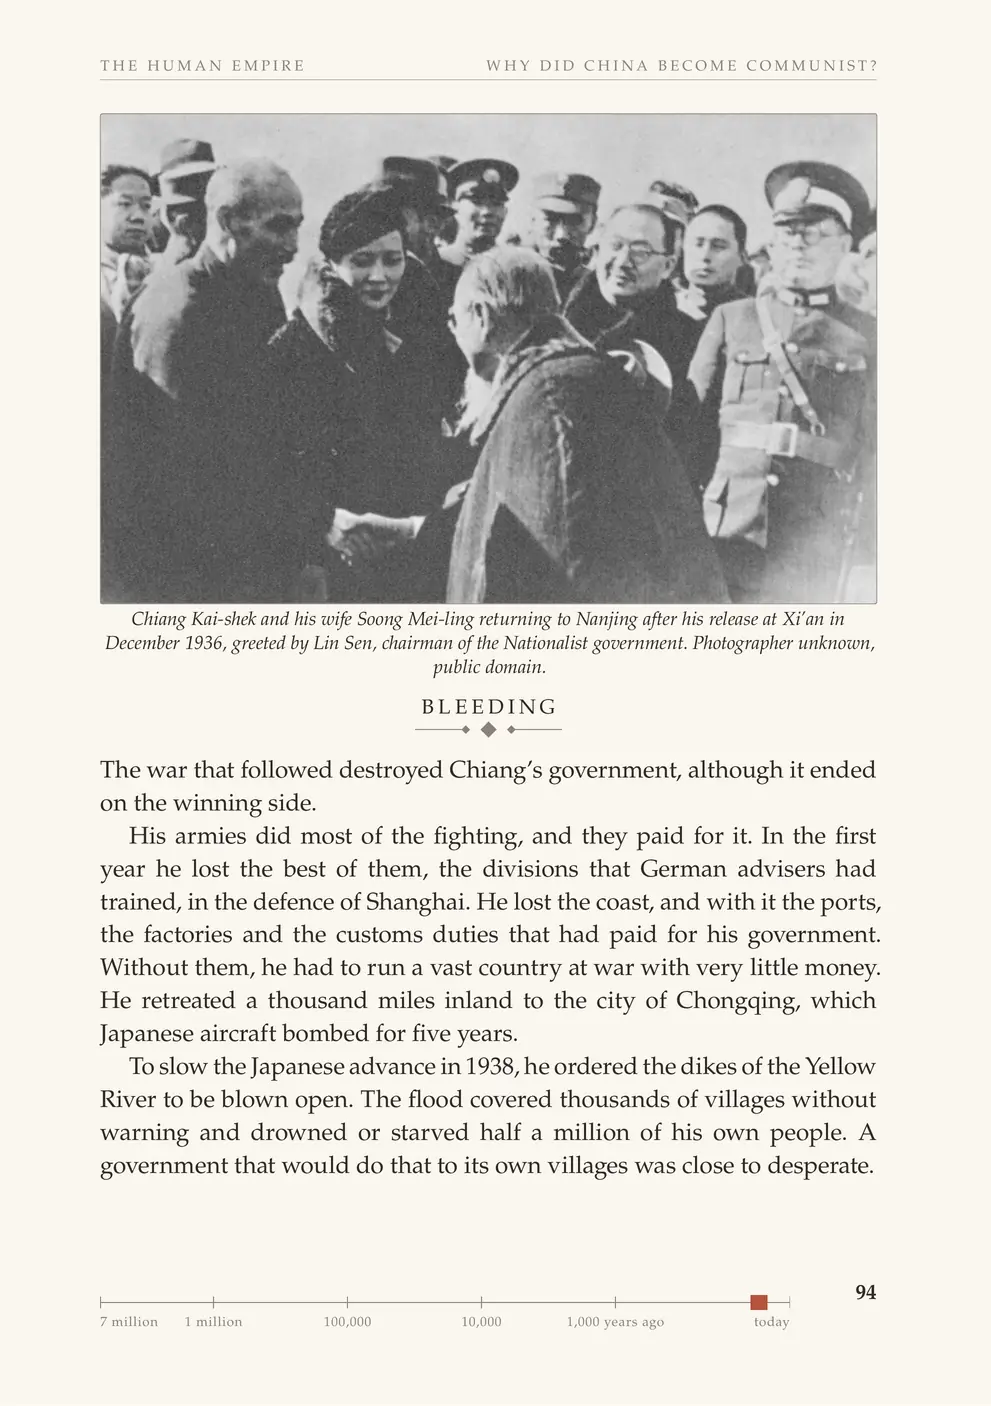 THE HUMAN EMPIRE
WHY DID CHINA BECOME COMMUNIST?
Chiang Kai-shek and his wife Soong Mei-ling returning to Nanjing after his release at Xi’an in
December 1936, greeted by Lin Sen, chairman of the Nationalist government. Photographer unknown,
public domain.
BLEEDING
The war that followed destroyed Chiang’s government, although it ended
on the winning side.
His armies did most of the fighting, and they paid for it. In the first
year he lost the best of them, the divisions that German advisers had
trained, in the defence of Shanghai. He lost the coast, and with it the ports,
the factories and the customs duties that had paid for his government.
Without them, he had to run a vast country at war with very little money.
He retreated a thousand miles inland to the city of Chongqing, which
Japanese aircraft bombed for five years.
To slow the Japanese advance in 1938, he ordered the dikes of the Yellow
River to be blown open. The flood covered thousands of villages without
warning and drowned or starved half a million of his own people. A
government that would do that to its own villages was close to desperate.
94
7 million 1 million 100,000 10,000 1,000 years ago today